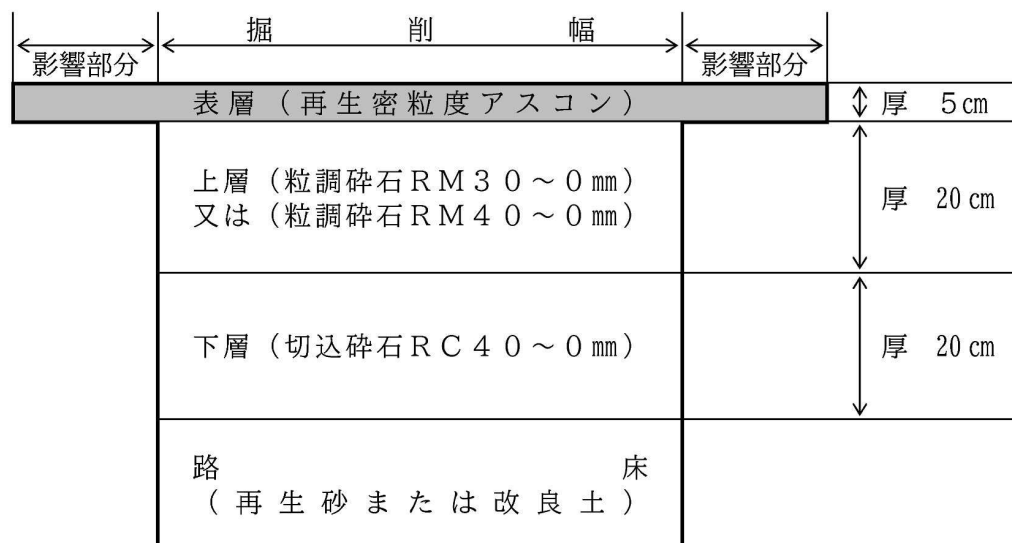 掘削幅
影響部分
影響部分
表層（再生密粒度アスコン）
厚 5㎝
上層（粒調砕石ＲＭ３０～０㎜）
又は（粒調砕石ＲＭ４０～０㎜）
厚 20㎝
下層（切込砕石ＲＣ４０～０㎜）
厚 20㎝
路床
（再生砂または改良土）